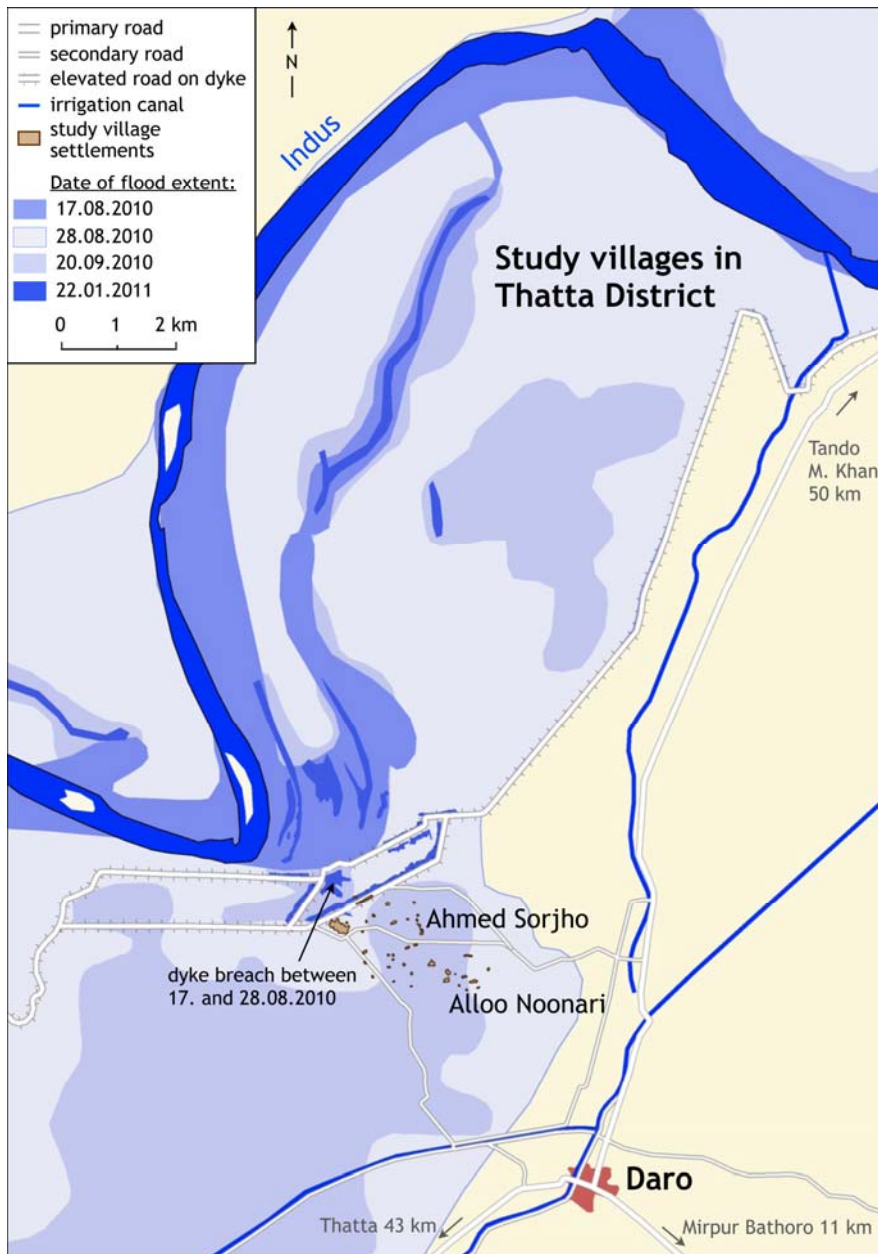 primary road
secondary road
elevated road on dyke
irrigation canal
study village
settlements
Date of flood extent:
17.08.2010
28.08.2010
20.09.2010
22.01.2011
0 1 2 km
N
Indus
Study villages in
Thatta District
Tando
M. Khan
50 km
Ahmed Sorjho
dyke breach between
17. and 28.08.2010
Alloo Noonari
Daro
Thatta 43 km
Mirpur Bathoro 11 km